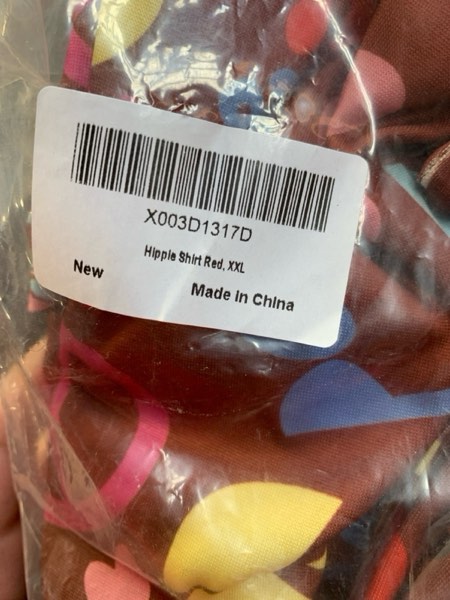 X003D1317D
Hippie Shirt Red, XXL
New
Made in China